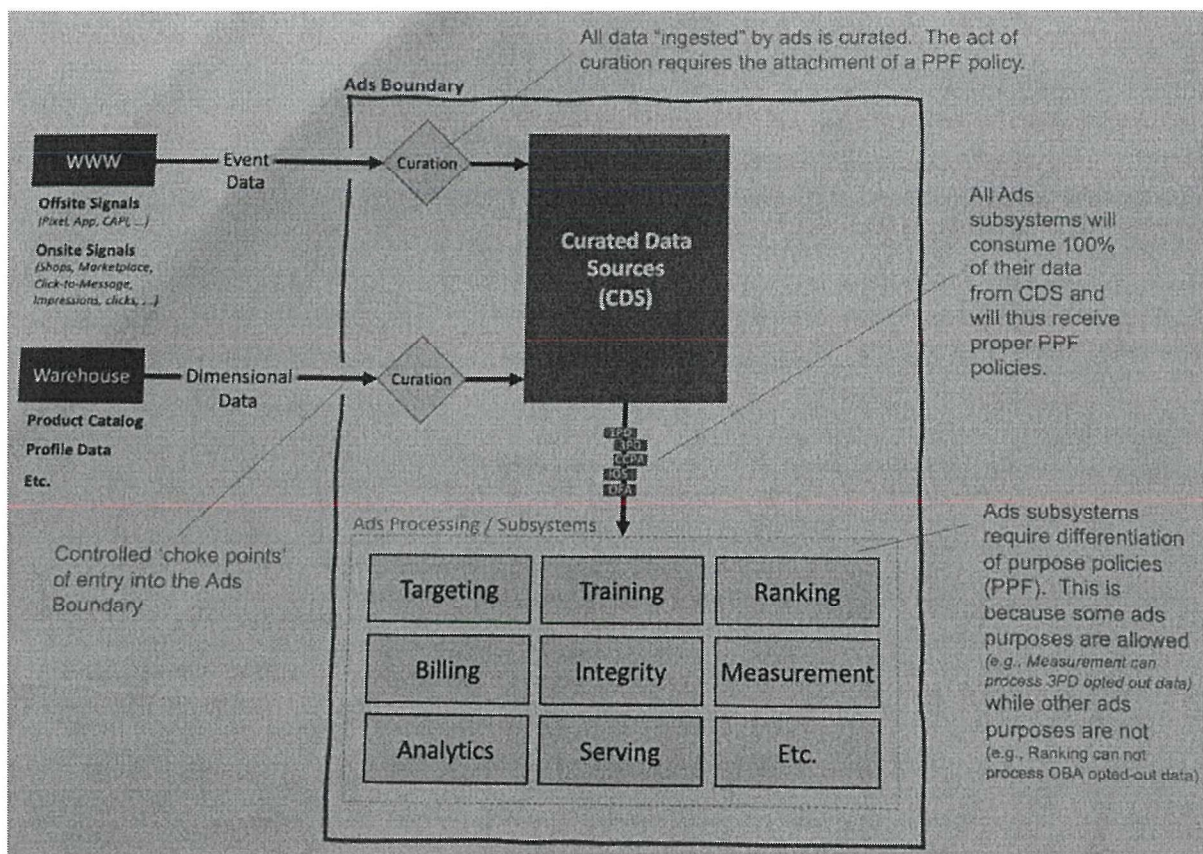 All data "ingested" by ads is curated. The act of
curation requires the attachment of a PPF policy.
Ads Boundary
WWW
Event
Data
Curation
Offsite Signals
(Pixel, App, CAPI, ...)
Onsite Signals
(Shops, Marketplace,
Click-to-Message,
Impressions, clicks, ...)
Curated Data
Sources
(CDS)
All Ads
subsystems will
consume 100%
of their data
from CDS and
will thus receive
proper PPF
policies.
Warehouse
Dimensional
Data
Curation
Product Catalog
Profile Data
Etc.
1PD
3PD
CCPA
iOS
OBA
Controlled 'choke points'
of entry into the Ads
Boundary
Ads Processing / Subsystems
Targeting
Training
Ranking
Billing
Integrity
Measurement
Analytics
Serving
Etc.
Ads subsystems
require differentiation
of purpose policies
(PPF). This is
because some ads
purposes are allowed
(e.g., Measurement can
process 3PD opted out data)
while other ads
purposes are not
(e.g., Ranking can not
process OBA opted-out data)